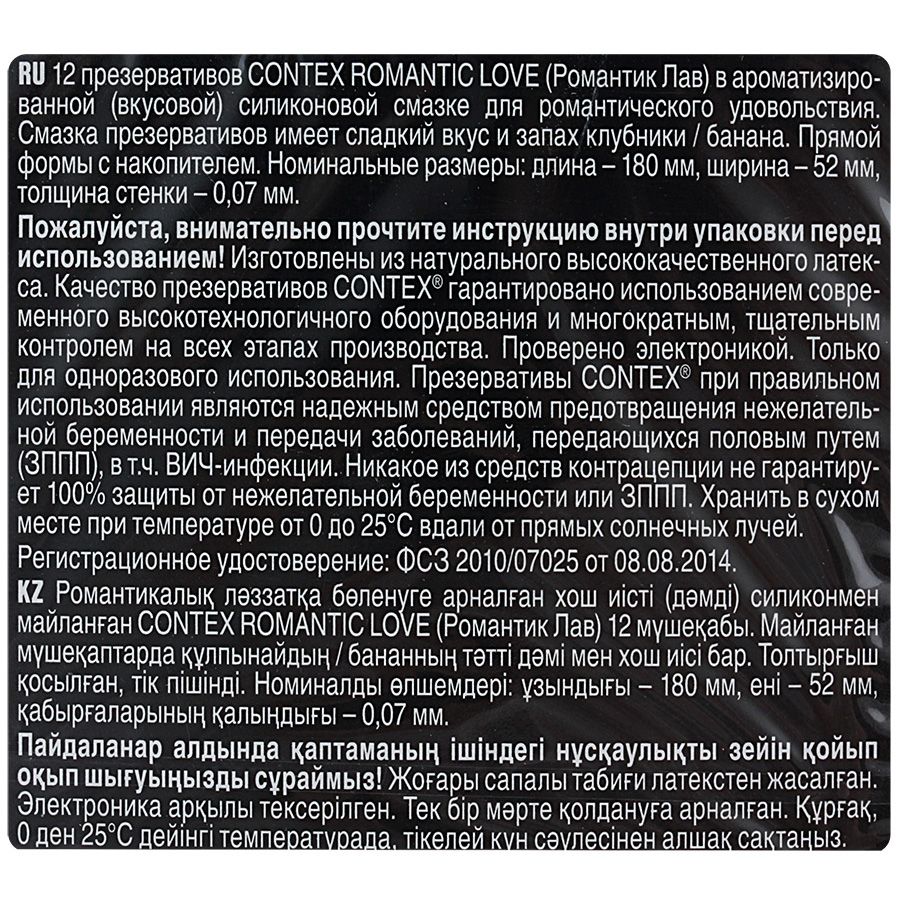 RU 12 презервативов CONTEX ROMANTIC LOVE (Романтик Лав) в ароматизиро-
ванной (вкусовой) силиконовой смазке для романтического удовольствия.
Смазка презервативов имеет сладкий вкус и запах клубники / банана. Прямой
формы с накопителем. Номинальные размеры: длина – 180 мм, ширина – 52 мм,
толщина стенки – 0,07 мм.
Пожалуйста, внимательно прочтите инструкцию внутри упаковки перед
использованием! Изготовлены из натурального высококачественного латек-
са. Качество презервативов CONTEX® гарантировано использованием совре-
менного высокотехнологичного оборудования и многократным, тщательным
контролем на всех этапах производства. Проверено электроникой. Только
для одноразового использования. Презервативы CONTEX® при правильном
использовании являются надежным средством предотвращения нежелатель-
ной беременности и передачи заболеваний, передающихся половым путем
(ЗППП), в т.ч. ВИЧ-инфекции. Никакое из средств контрацепции не гарантиру-
ет 100% защиты от нежелательной беременности или ЗППП. Хранить в сухом
месте при температуре от 0 до 25°C вдали от прямых солнечных лучей.
Регистрационное удостоверение: ФСЗ 2010/07025 от 08.08.2014.
KZ Романтикалық ләззатқа бөленуге арналған хош иісті (дәмді) силиконмен
майланған CONTEX ROMANTIC LOVE (Романтик Лав) 12 мүшеқабы. Майланған
мүшеқаптарда құлпынайдың / бананның тәтті дәмі мен хош иісі бар. Толтырғыш
қосылған, тік пішінді. Номиналды өлшемдері: ұзындығы – 180 мм, ені – 52 мм,
қабырғаларының қалыңдығы – 0,07 мм.
Пайдаланар алдында қаптаманың ішіндегі нұсқаулықты зейін қойып
оқып шығуыңызды сұраймыз! Жоғары сапалы табиғи латекстен жасалған.
Электроника арқылы тексерілген. Тек бір мәрте қолдануға арналған. Құрғақ,
0 ден 25°C дейінгі температурада, тікелей күн сәулесінен алшақ сақтаңыз.